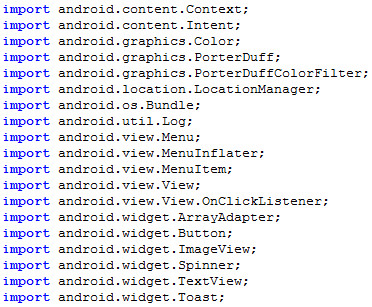 import android.content.Context;
import android.content.Intent;
import android.graphics.Color;
import android.graphics.PorterDuff;
import android.graphics.PorterDuffColorFilter;
import android.location.LocationManager;
import android.os.Bundle;
import android.util.Log;
import android.view.Menu;
import android.view.MenuInflater;
import android.view.MenuItem;
import android.view.View;
import android.view.View.OnClickListener;
import android.widget.ArrayAdapter;
import android.widget.Button;
import android.widget.ImageView;
import android.widget.Spinner;
import android.widget.TextView;
import android.widget.Toast;